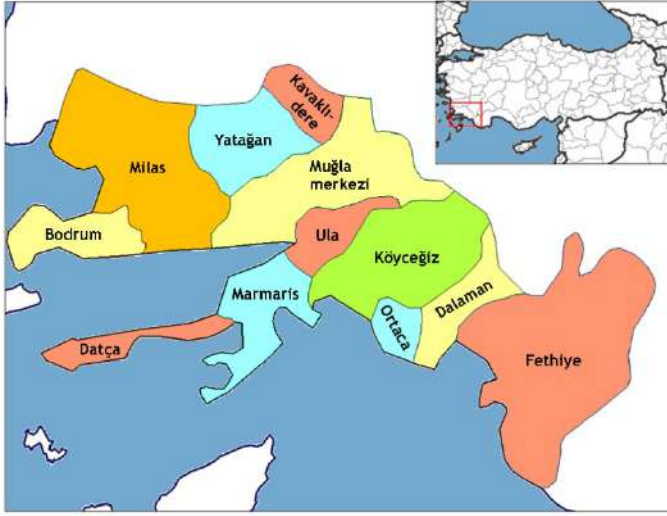 Kavaklı-
dere
Yatağan
Milas
Muğla
merkezi
Bodrum
Ula
Köyceğiz
Marmaris
Dalaman
Ortaca
Datça
Fethiye